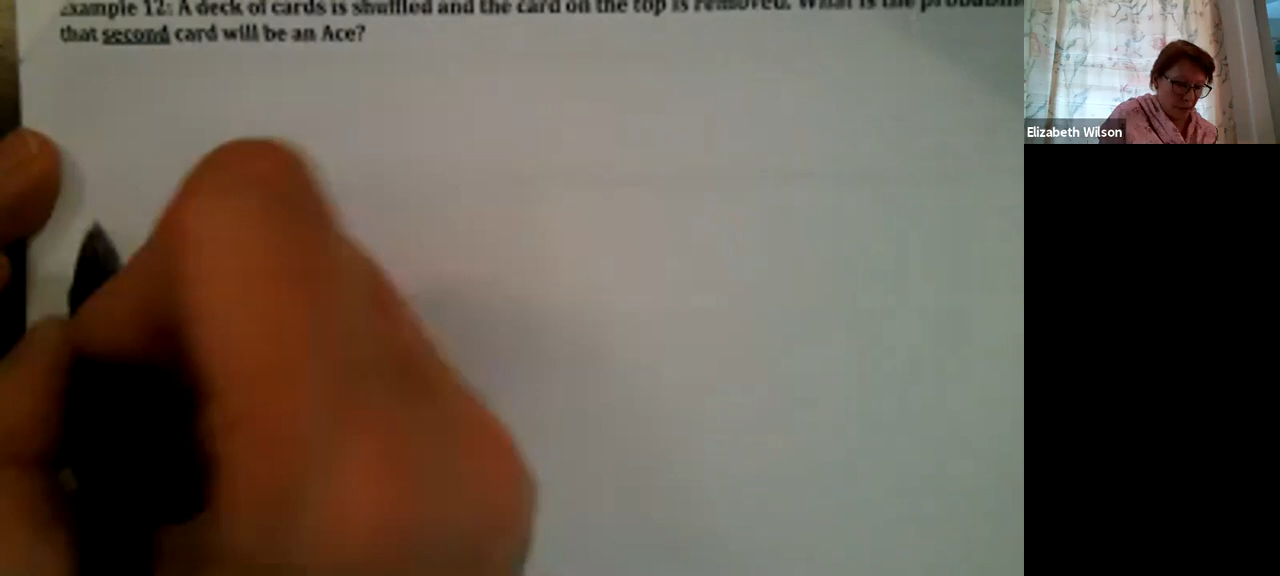 Example 12: A deck of cards is shuffled and the card on the top is removed. What is the
that second card will be an Ace?
Elizabeth Wilson